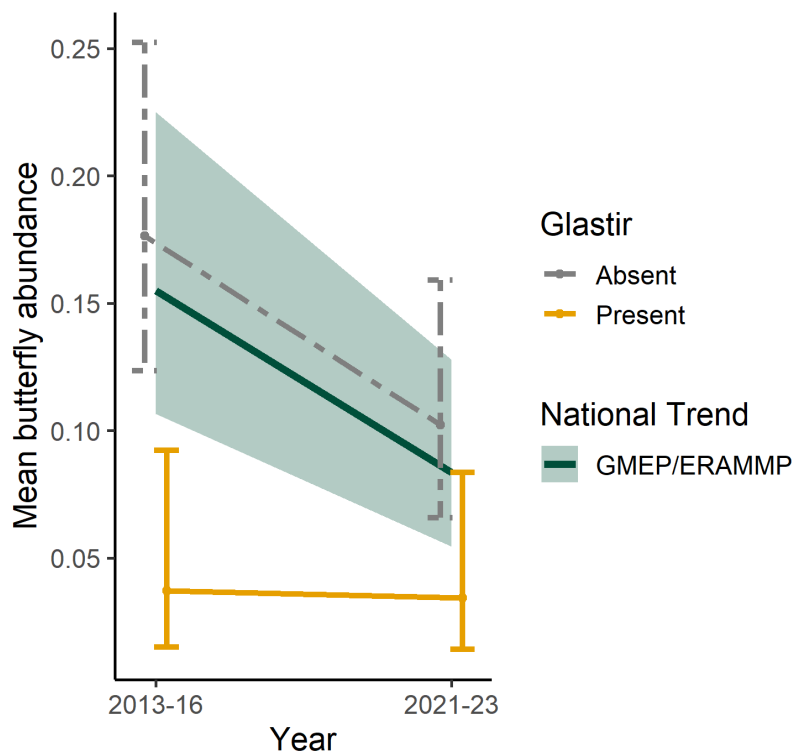 Mean butterfly abundance
0.25
0.20
0.15
0.10
0.05
2013-16
2021-23
Year
Glastir
Absent
Present
National Trend
GMEP/ERAMMP